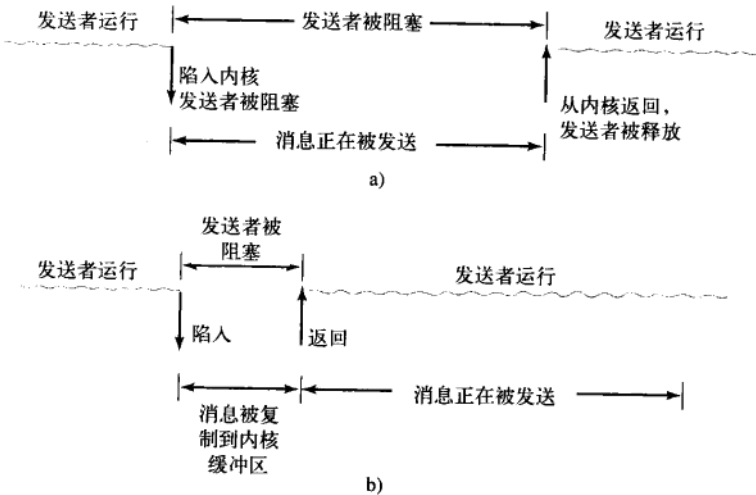 发送者运行
发送者被阻塞
发送者运行
陷入内核
发送者被阻塞
从内核返回，
发送者被释放
消息正在被发送
a)
发送者被
阻塞
发送者运行
发送者运行
陷入
返回
消息被复
制到内核
缓冲区
消息正在被发送
b)